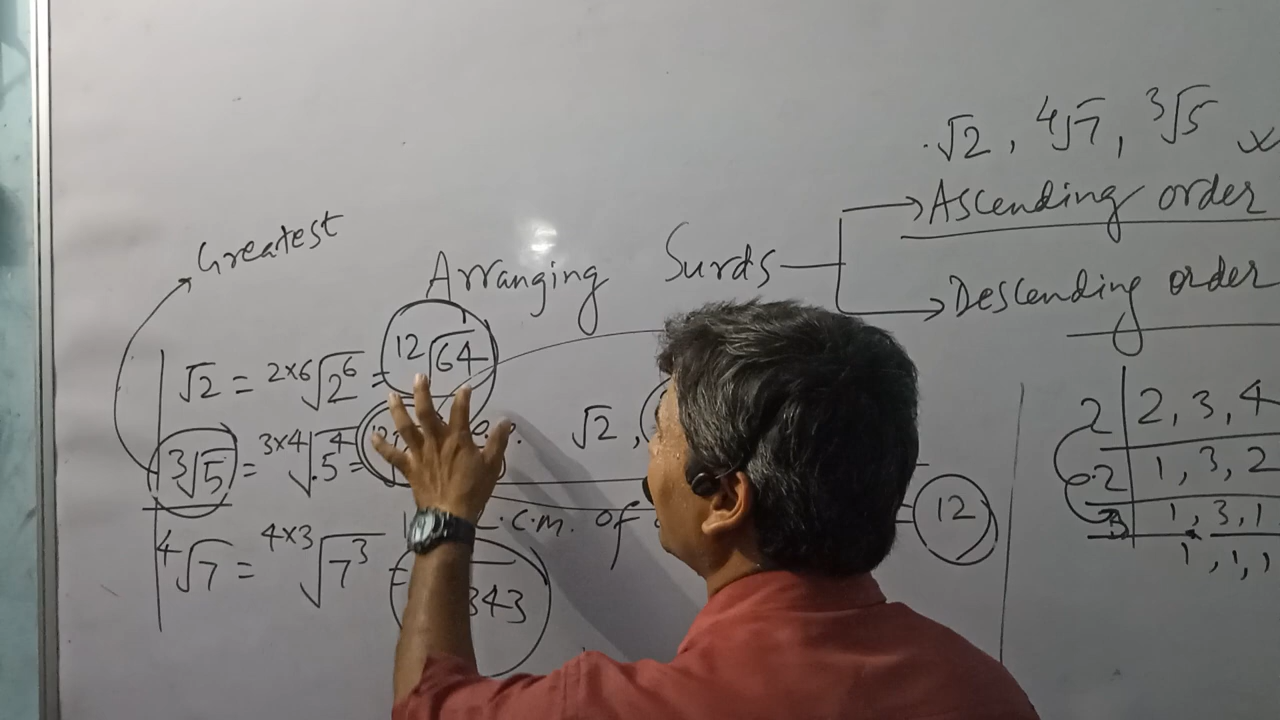 √2, ⁴√7, ³√5
Ascending order
Greatest
Arranging Surds
Descending order
√2 = ²ˣ⁶√2⁶ = ¹²√64
³√5 = ³ˣ⁴√5⁴ =
√2,
⁴√7 = ⁴ˣ³√7³ = 343
L.C.M. of
= 12
2 | 2, 3, 4
2 | 1, 3, 2
3 | 1, 3, 1
1, 1, 1